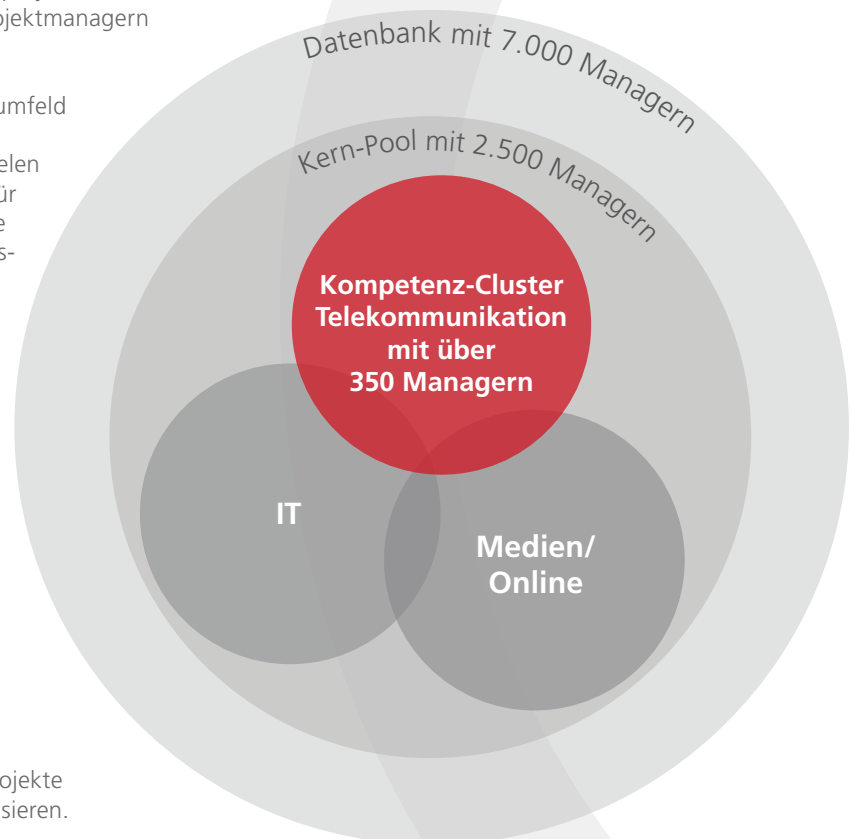 ojektmanagern
umfeld
elen
ür
e
s-
Datenbank mit 7.000 Managern
Kern-Pool mit 2.500 Managern
Kompetenz-Cluster
Telekommunikation
mit über
350 Managern
IT
Medien/
Online
ojekte
sieren.